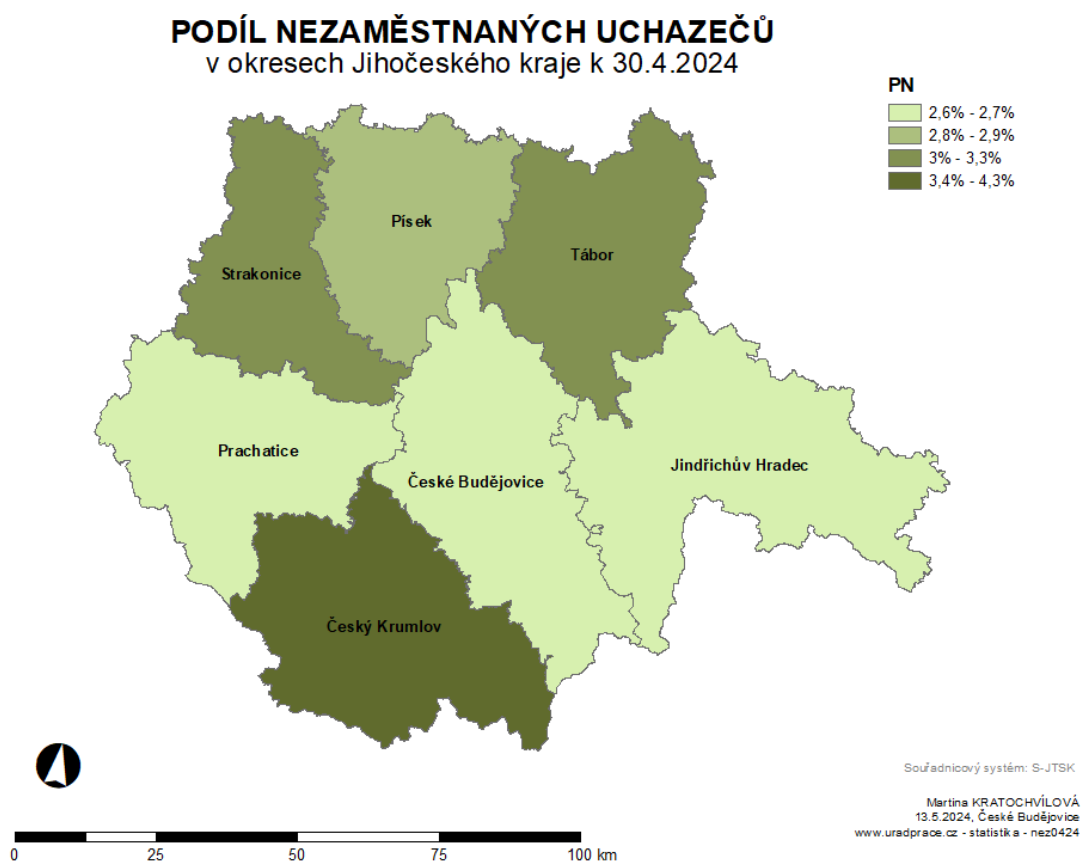 PODÍL NEZAMĚSTNANÝCH UCHAZEČŮ
v okresech Jihočeského kraje k 30.4.2024
PN
2,6% - 2,7%
2,8% - 2,9%
3% - 3,3%
3,4% - 4,3%
Písek
Tábor
Strakonice
Prachatice
Jindřichův Hradec
České Budějovice
Český Krumlov
Souřadnicový systém: S-JTSK
Martina KRATOCHVÍLOVÁ
13.5.2024, České Budějovice
www.uradprace.cz - statistika - nez0424
0 25 50 75 100 km